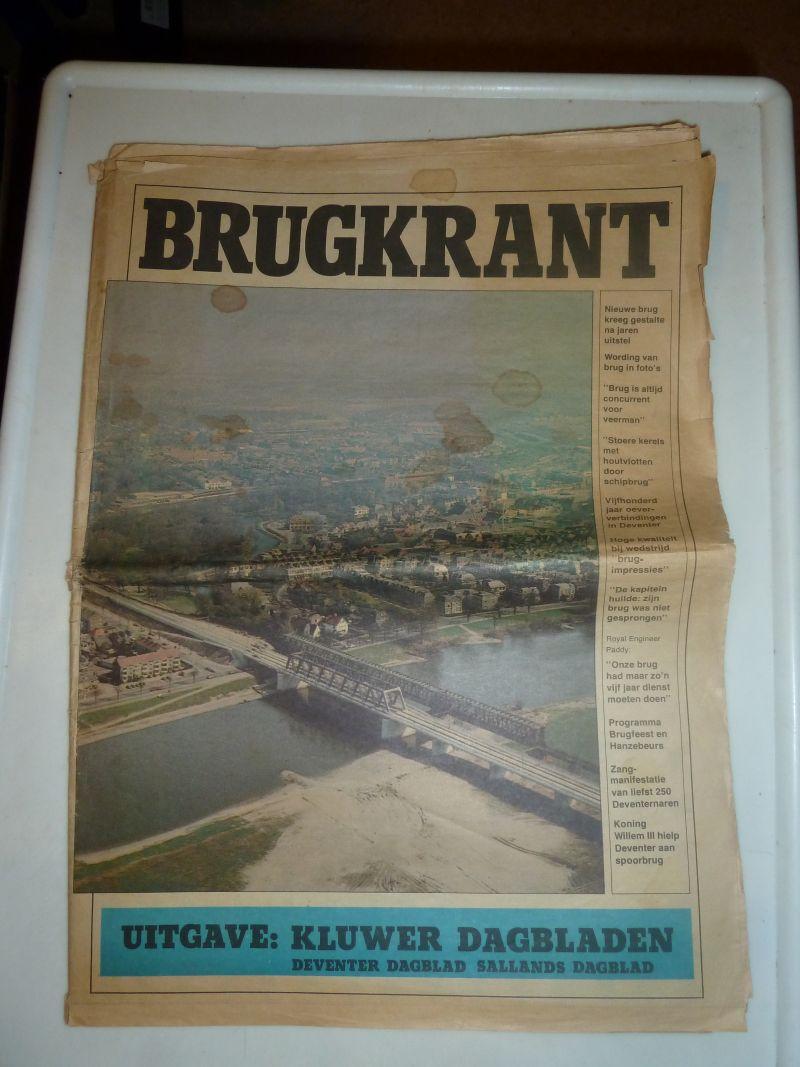 BRUGKRANT
Nieuwe brug
kreeg gestalte
na jaren
uitstel
Wording van
brug in foto's
"Brug is altijd
concurrent
voor
veerman"
"Stoere kerels
met
houtvlotten
door
schipbrug"
Vijfhonderd
jaar oever-
verbindingen
in Deventer
Hoge kwaliteit
bij wedstrijd
"brug-
impressies"
"De kapitein
huilde: zijn
brug was niet
gesprongen"
Royal Engineer
Paddy:
"Onze brug
had maar zo'n
vijf jaar dienst
moeten doen"
Programma
Brugfeest en
Hanzebeurs
Zang-
manifestatie
van liefst 250
Deventernaren
Koning
Willem III hielp
Deventer aan
spoorbrug
UITGAVE: KLUWER DAGBLADEN
DEVENTER DAGBLAD SALLANDS DAGBLAD